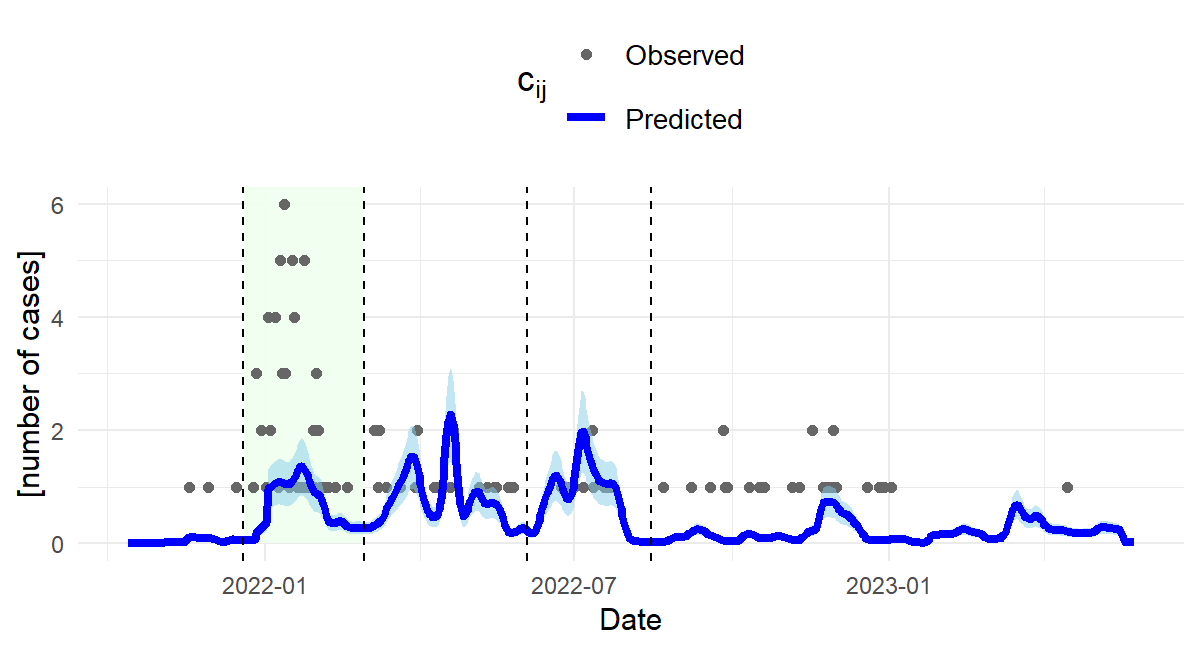 c_ij
Observed
Predicted
[number of cases]
6
4
2
0
2022-01
2022-07
2023-01
Date